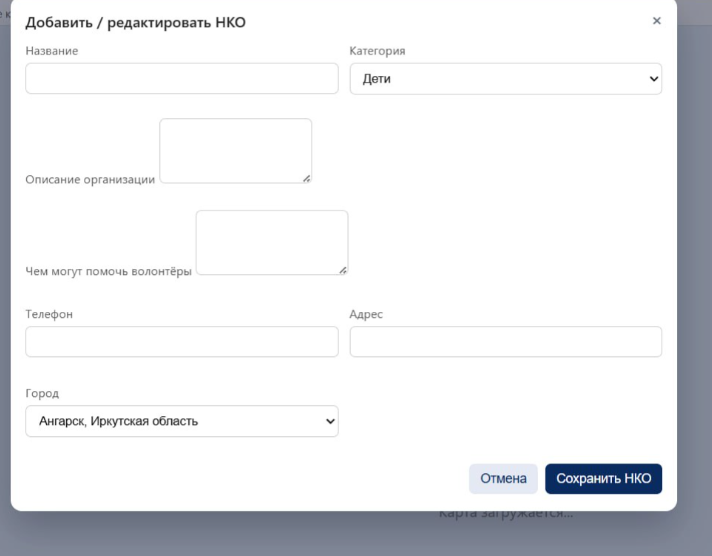 Добавить / редактировать НКО ×
Название Категория
Дети
Описание организации
Чем могут помочь волонтёры
Телефон Адрес
Город
Ангарск, Иркутская область
Отмена Сохранить НКО
Карта загружается...